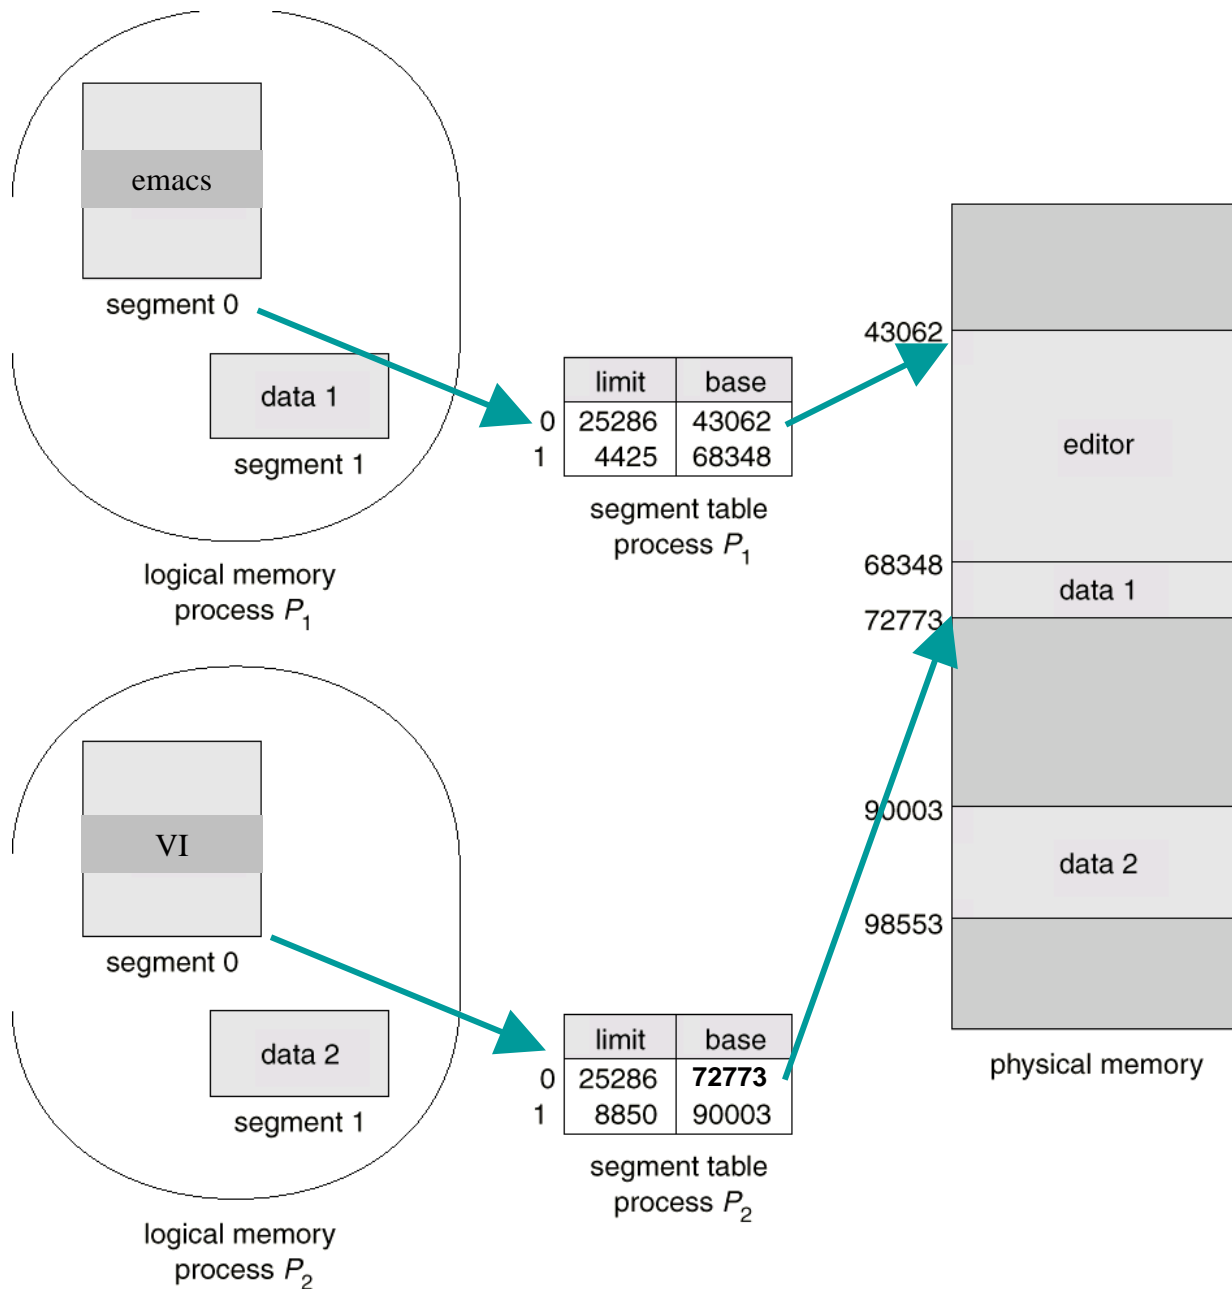 emacs
segment 0
data 1
segment 1
logical memory
process P1
limit base
0 25286 43062
1 4425 68348
segment table
process P1
VI
segment 0
data 2
segment 1
logical memory
process P2
limit base
0 25286 72773
1 8850 90003
segment table
process P2
43062
editor
68348
data 1
72773
90003
data 2
98553
physical memory